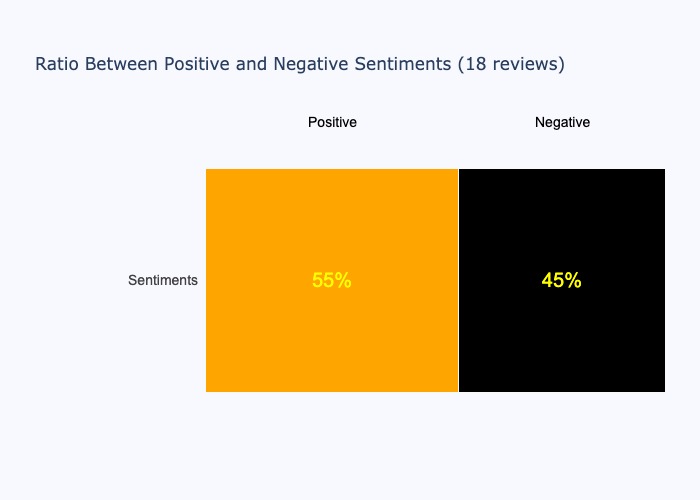 Ratio Between Positive and Negative Sentiments (18 reviews)
Positive Negative
Sentiments 55% 45%